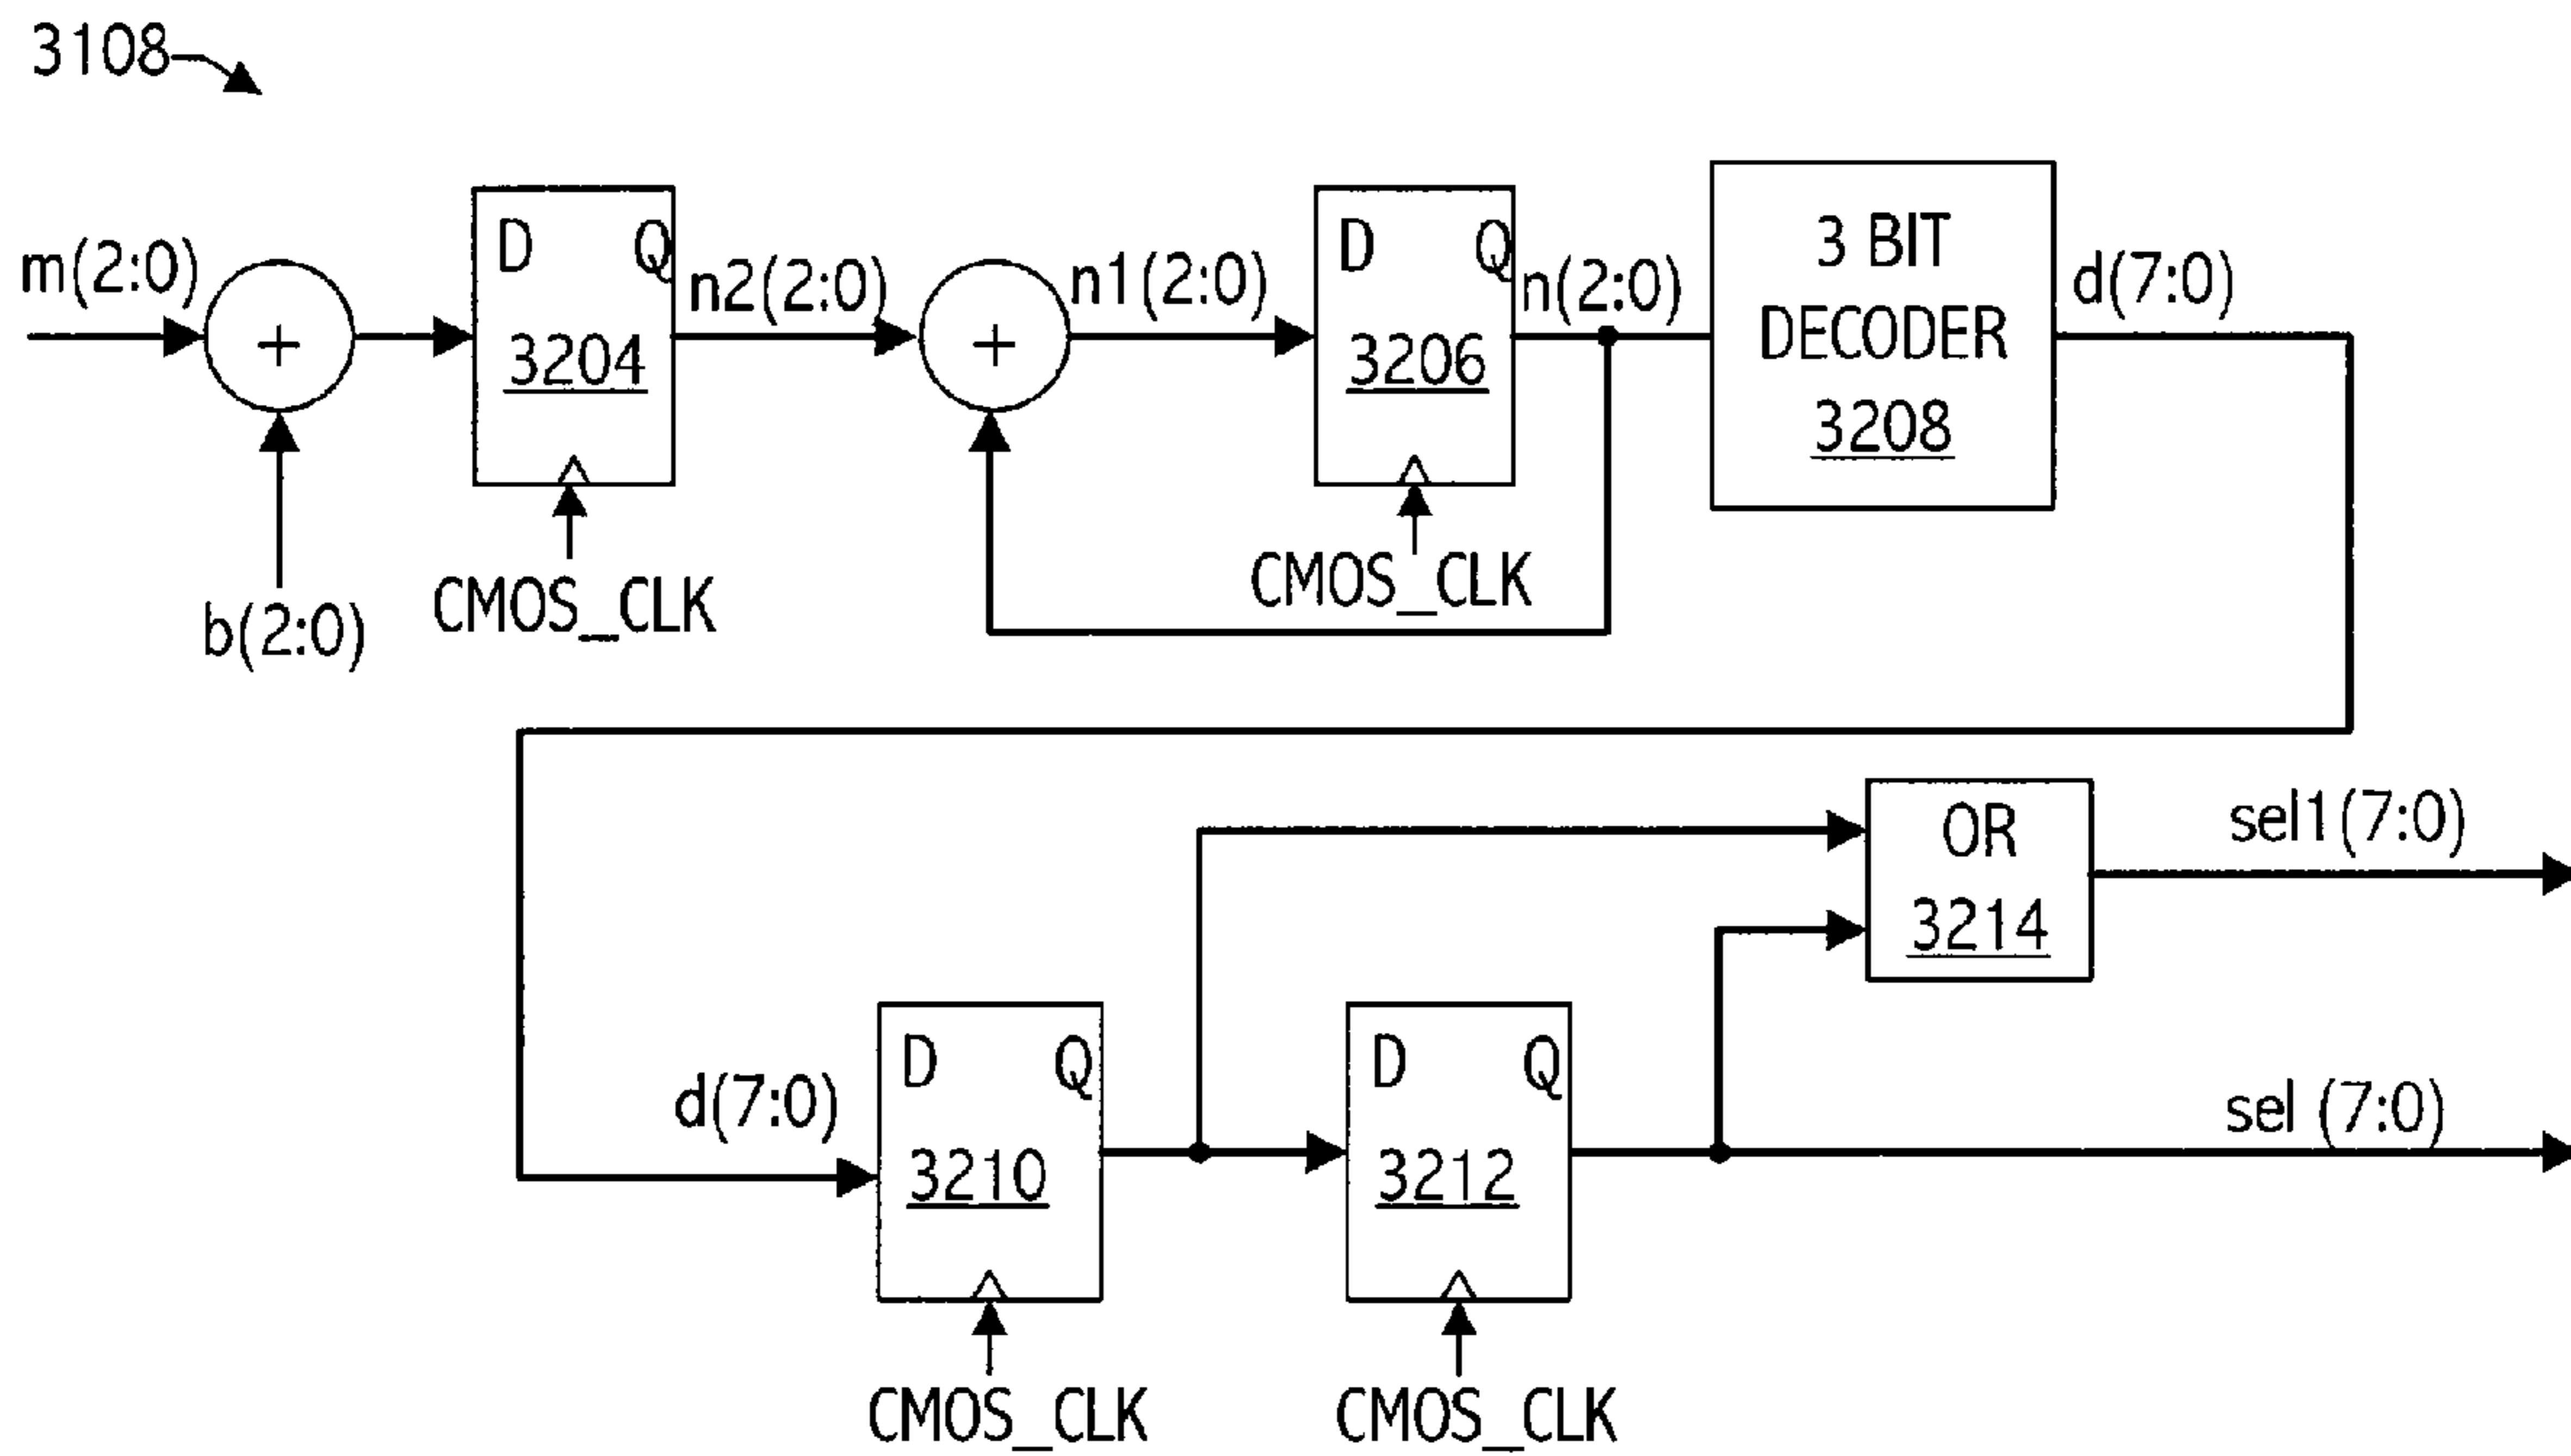 3108
m(2:0)
+
b(2:0)
D Q
3204
CMOS_CLK
n2(2:0)
+
n1(2:0)
D Q
3206
CMOS_CLK
n(2:0)
3 BIT
DECODER
3208
d(7:0)
d(7:0)
D Q
3210
CMOS_CLK
D Q
3212
CMOS_CLK
OR
3214
sel1(7:0)
sel (7:0)